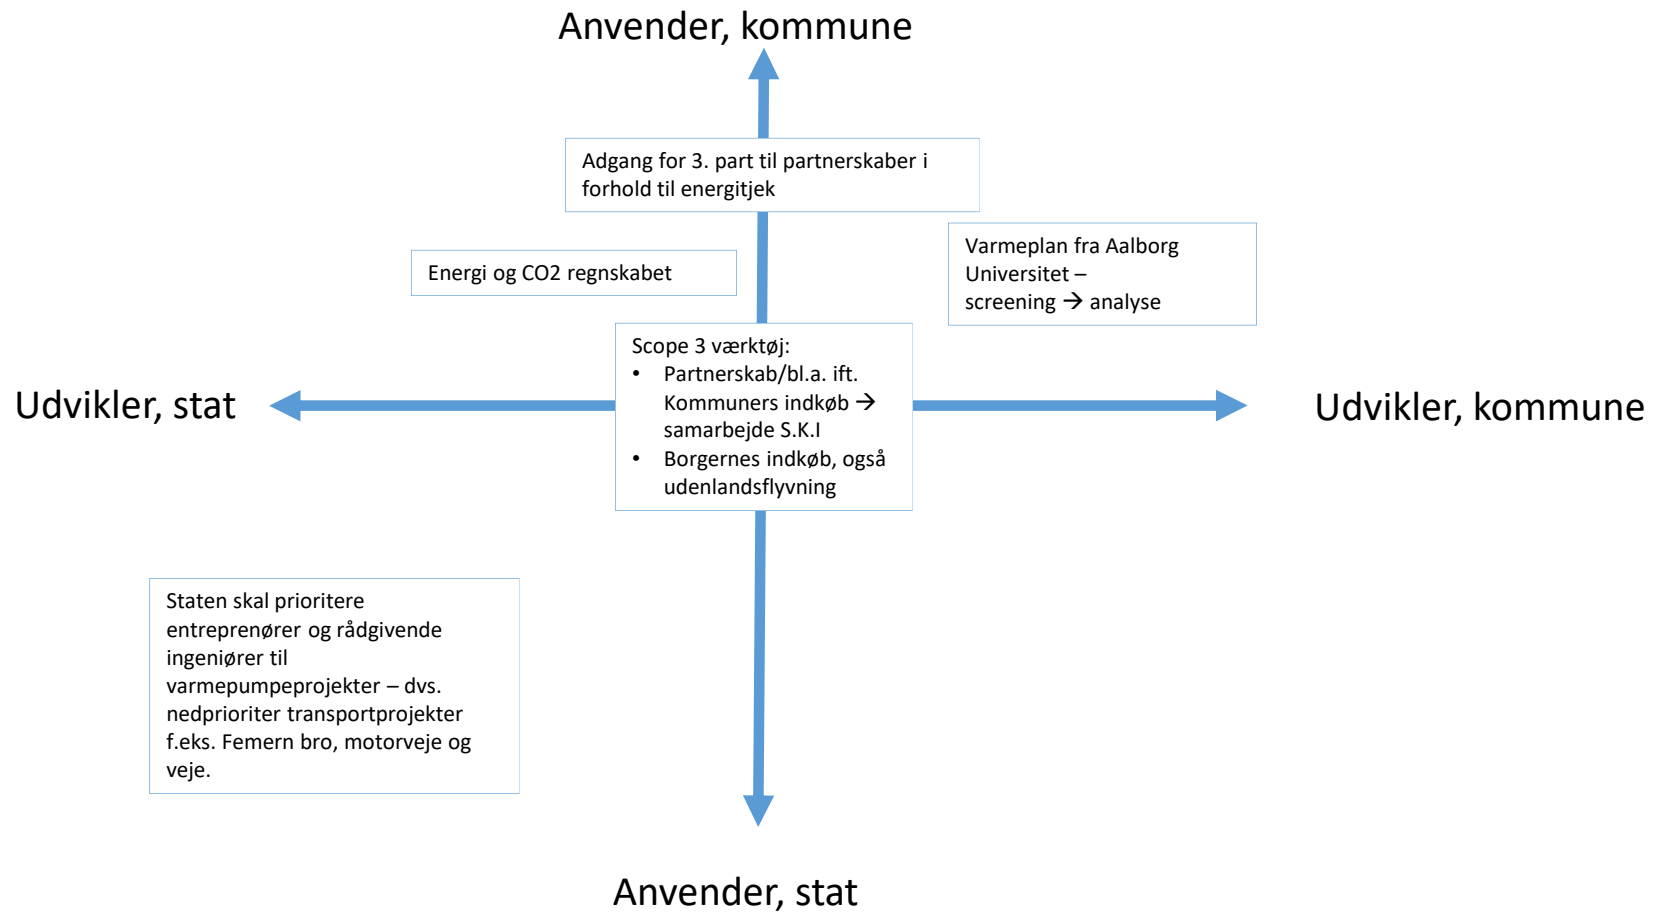 Anvender, kommune
Adgang for 3. part til partnerskaber i
forhold til energitjek
Energi og CO2 regnskabet
Varmeplan fra Aalborg
Universitet –
screening → analyse
Scope 3 værktøj:
• Partnerskab/bl.a. ift.
Kommuners indkøb →
samarbejde S.K.I
• Borgernes indkøb, også
udenlandsflyvning
Udvikler, stat
Udvikler, kommune
Staten skal prioritere
entreprenører og rådgivende
ingeniører til
varmepumpeprojekter – dvs.
nedprioriter transportprojekter
f.eks. Femern bro, motorveje og
veje.
Anvender, stat